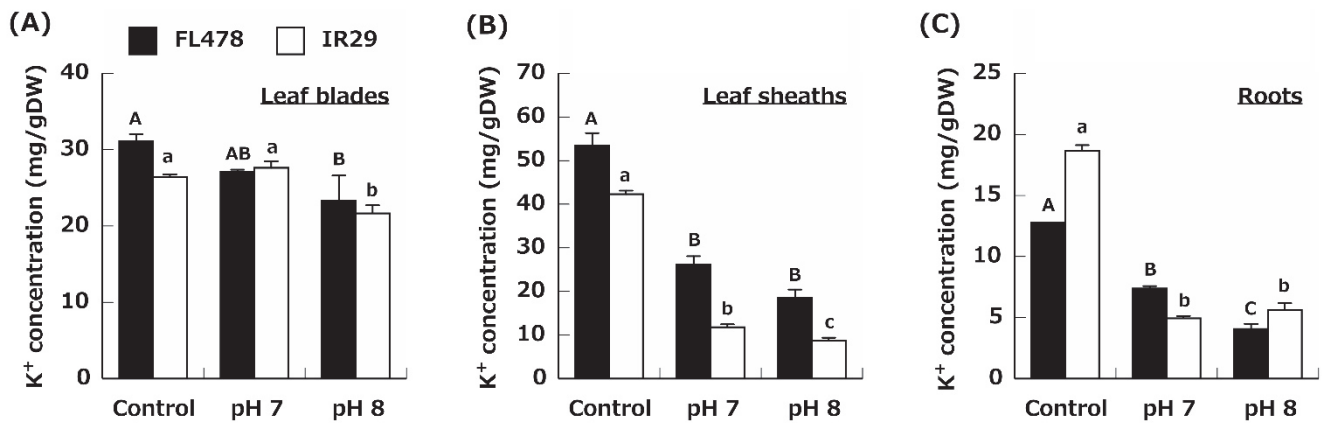 (A)
FL478
IR29
K+ concentration (mg/gDW)
40
30
20
10
0
Leaf blades
A
a
AB
a
B
b
Control
pH 7
pH 8
(B)
K+ concentration (mg/gDW)
70
60
50
40
30
20
10
0
Leaf sheaths
A
a
B
b
B
c
Control
pH 7
pH 8
(C)
K+ concentration (mg/gDW)
25
20
15
10
5
0
Roots
A
a
B
b
C
b
Control
pH 7
pH 8